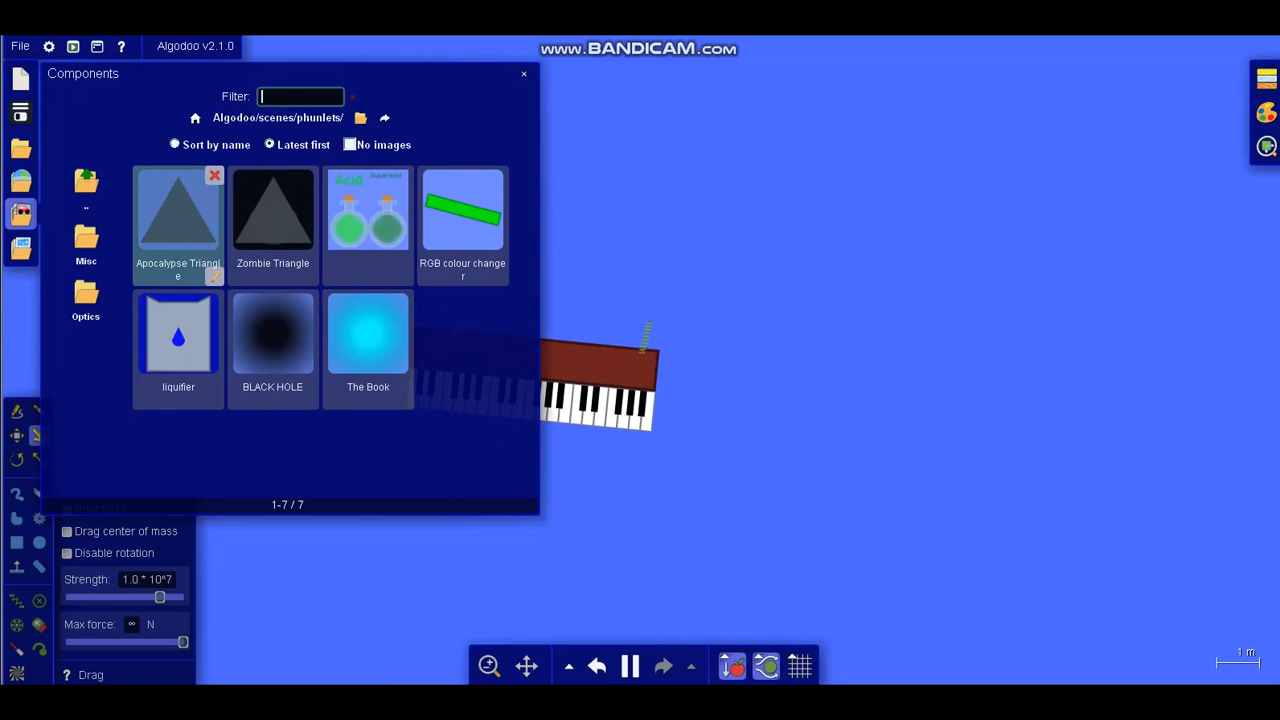 File
?
Algodoo v2.1.0
www.BANDICAM.com
Components
×
Filter:
×
Algodoo/scenes/phunlets/
Sort by name
Latest first
No images
..
Misc
Optics
Acid
Apocalypse Triangl
e
Zombie Triangle
RGB colour change
r
liquifier
BLACK HOLE
The Book
1-7 / 7
Drag center of mass
Disable rotation
Strength:
1.0 * 10^7
Max force:
∞
N
? Drag
1 m